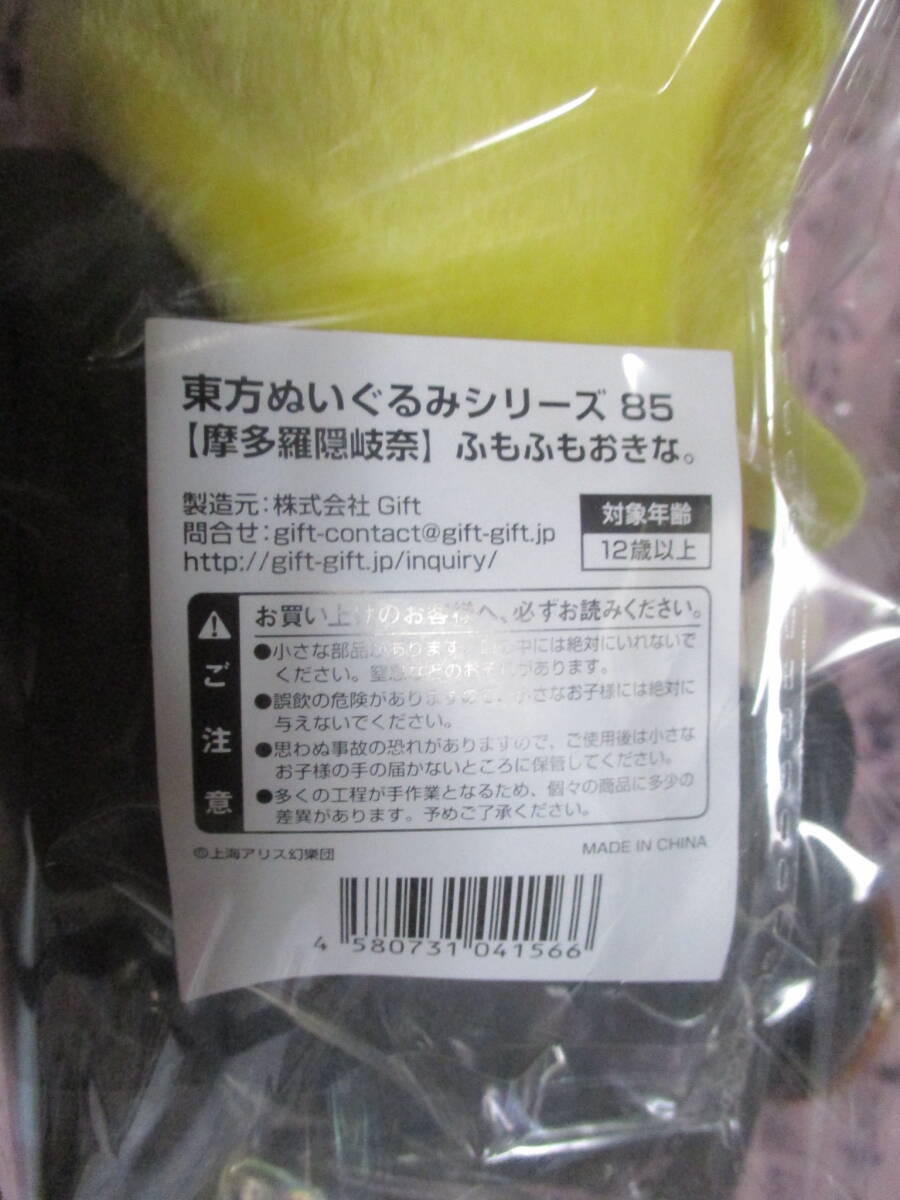 東方ぬいぐるみシリーズ 85
【摩多羅隠岐奈】ふもふもおきな。
製造元:株式会社 Gift
問合せ:gift-contact@gift-gift.jp
http://gift-gift.jp/inquiry/
対象年齢
12歳以上
ご注意
お買い上げのお客様へ、必ずお読みください。
●小さな部品があります。 中には絶対にいれないで
ください。窒息などのおそれがあります。
●誤飲の危険がありますので、小さなお子様には絶対に
与えないでください。
●思わぬ事故の恐れがありますので、ご使用後は小さな
お子様の手の届かないところに保管してください。
●多くの工程が手作業となるため、個々の商品に多少の
差異があります。予めご了承ください。
©上海アリス幻樂団
MADE IN CHINA
4 580731 041566